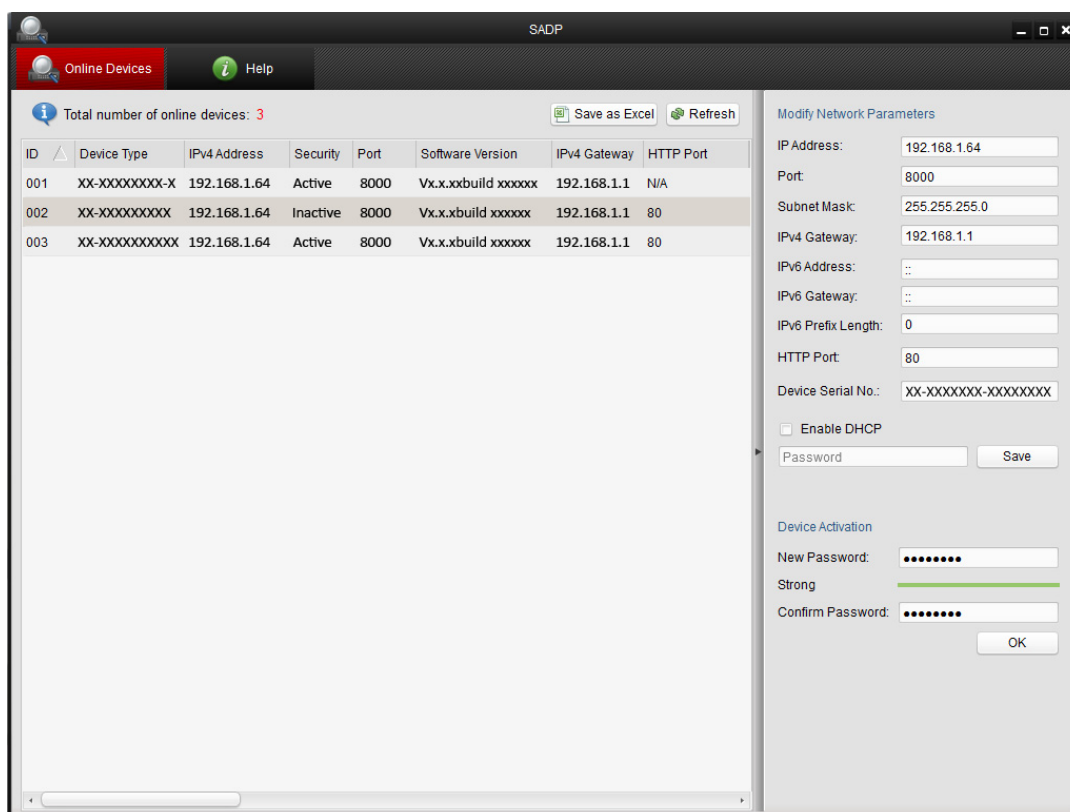 SADP
Online Devices
Help
Total number of online devices: 3
Save as Excel
Refresh
ID Device Type IPv4 Address Security Port Software Version IPv4 Gateway HTTP Port
001 XX-XXXXXXXX-X 192.168.1.64 Active 8000 Vx.x.xxbuild xxxxxx 192.168.1.1 N/A
002 XX-XXXXXXXXX 192.168.1.64 Inactive 8000 Vx.x.xbuild xxxxxx 192.168.1.1 80
003 XX-XXXXXXXXXX 192.168.1.64 Active 8000 Vx.x.xbuild xxxxxx 192.168.1.1 80
Modify Network Parameters
IP Address: 192.168.1.64
Port: 8000
Subnet Mask: 255.255.255.0
IPv4 Gateway: 192.168.1.1
IPv6 Address: ::
IPv6 Gateway: ::
IPv6 Prefix Length: 0
HTTP Port: 80
Device Serial No.: XX-XXXXXXX-XXXXXXXX
Enable DHCP
Password
Save
Device Activation
New Password: ●●●●●●●●
Strong
Confirm Password: ●●●●●●●●
OK